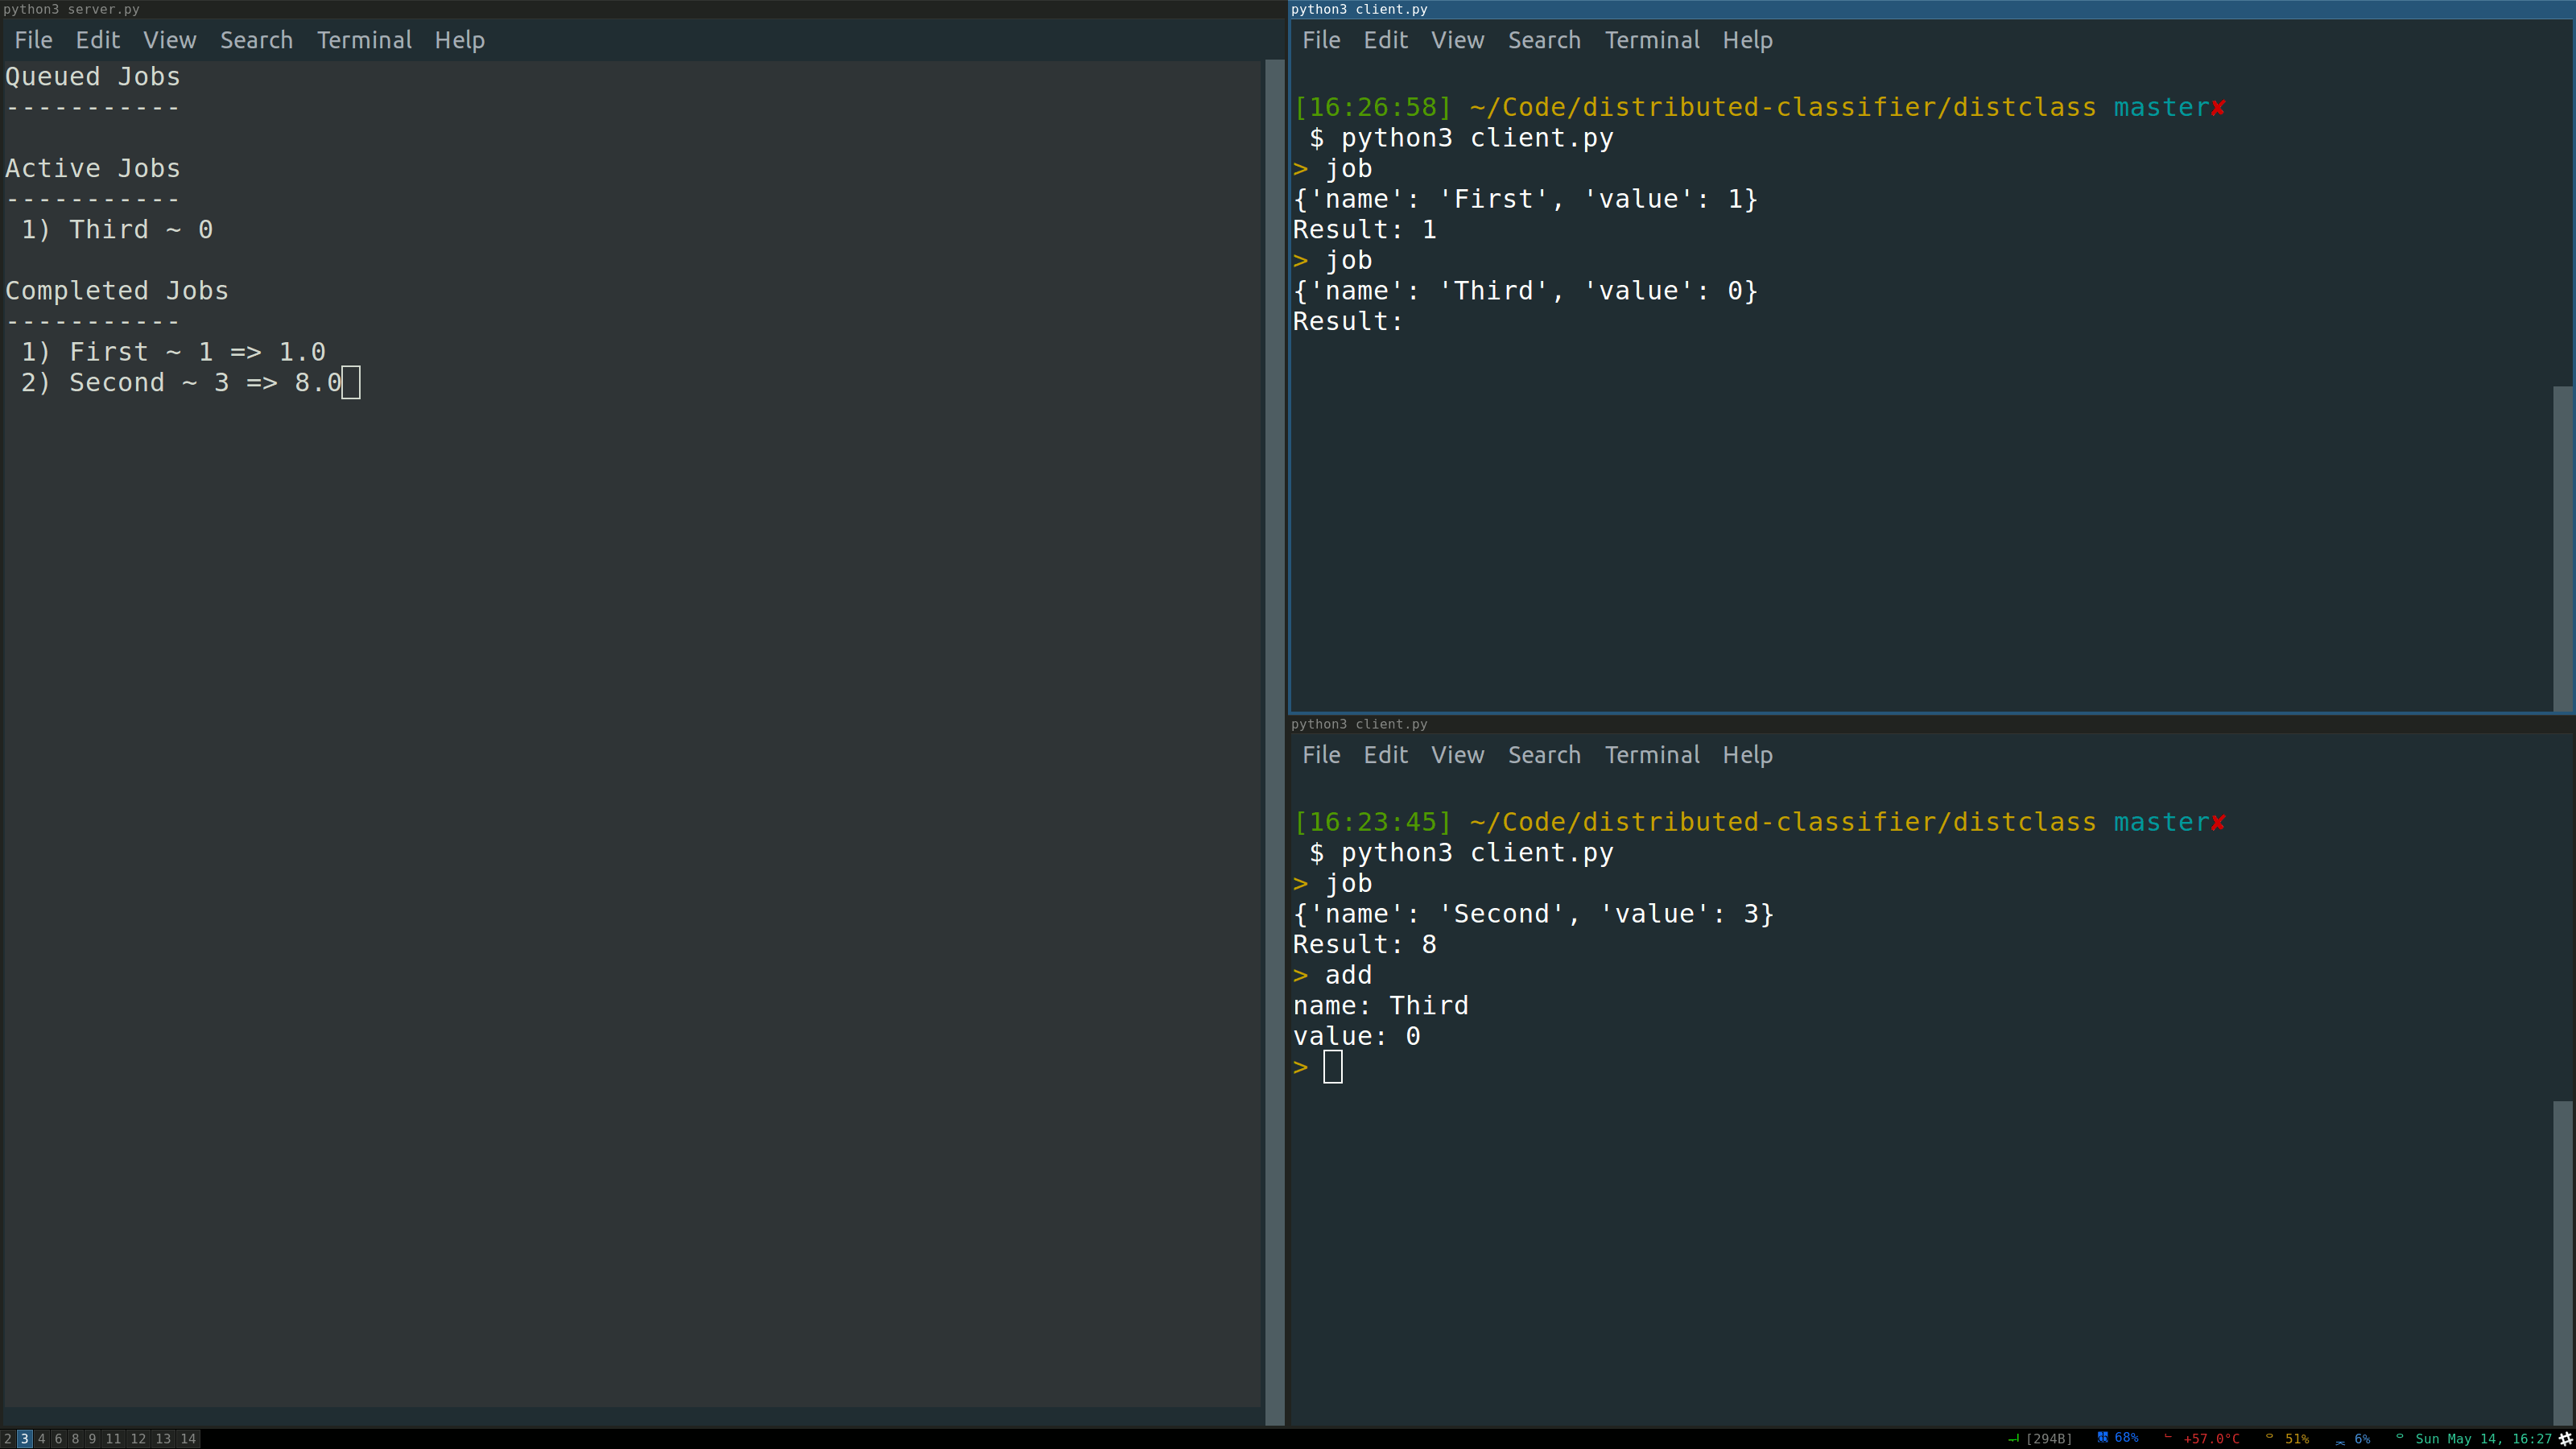 python3 server.py
File Edit View Search Terminal Help
Queued Jobs
-----------
Active Jobs
-----------
 1) Third ~ 0
Completed Jobs
-----------
 1) First ~ 1 => 1.0
 2) Second ~ 3 => 8.0
python3 client.py
File Edit View Search Terminal Help
[16:26:58] ~/Code/distributed-classifier/distclass master✘
 $ python3 client.py
> job
{'name': 'First', 'value': 1}
Result: 1
> job
{'name': 'Third', 'value': 0}
Result:
python3 client.py
File Edit View Search Terminal Help
[16:23:45] ~/Code/distributed-classifier/distclass master✘
 $ python3 client.py
> job
{'name': 'Second', 'value': 3}
Result: 8
> add
name: Third
value: 0
>
2 3 4 6 8 9 11 12 13 14 [294B] 68% +57.0°C 51% 6% Sun May 14, 16:27